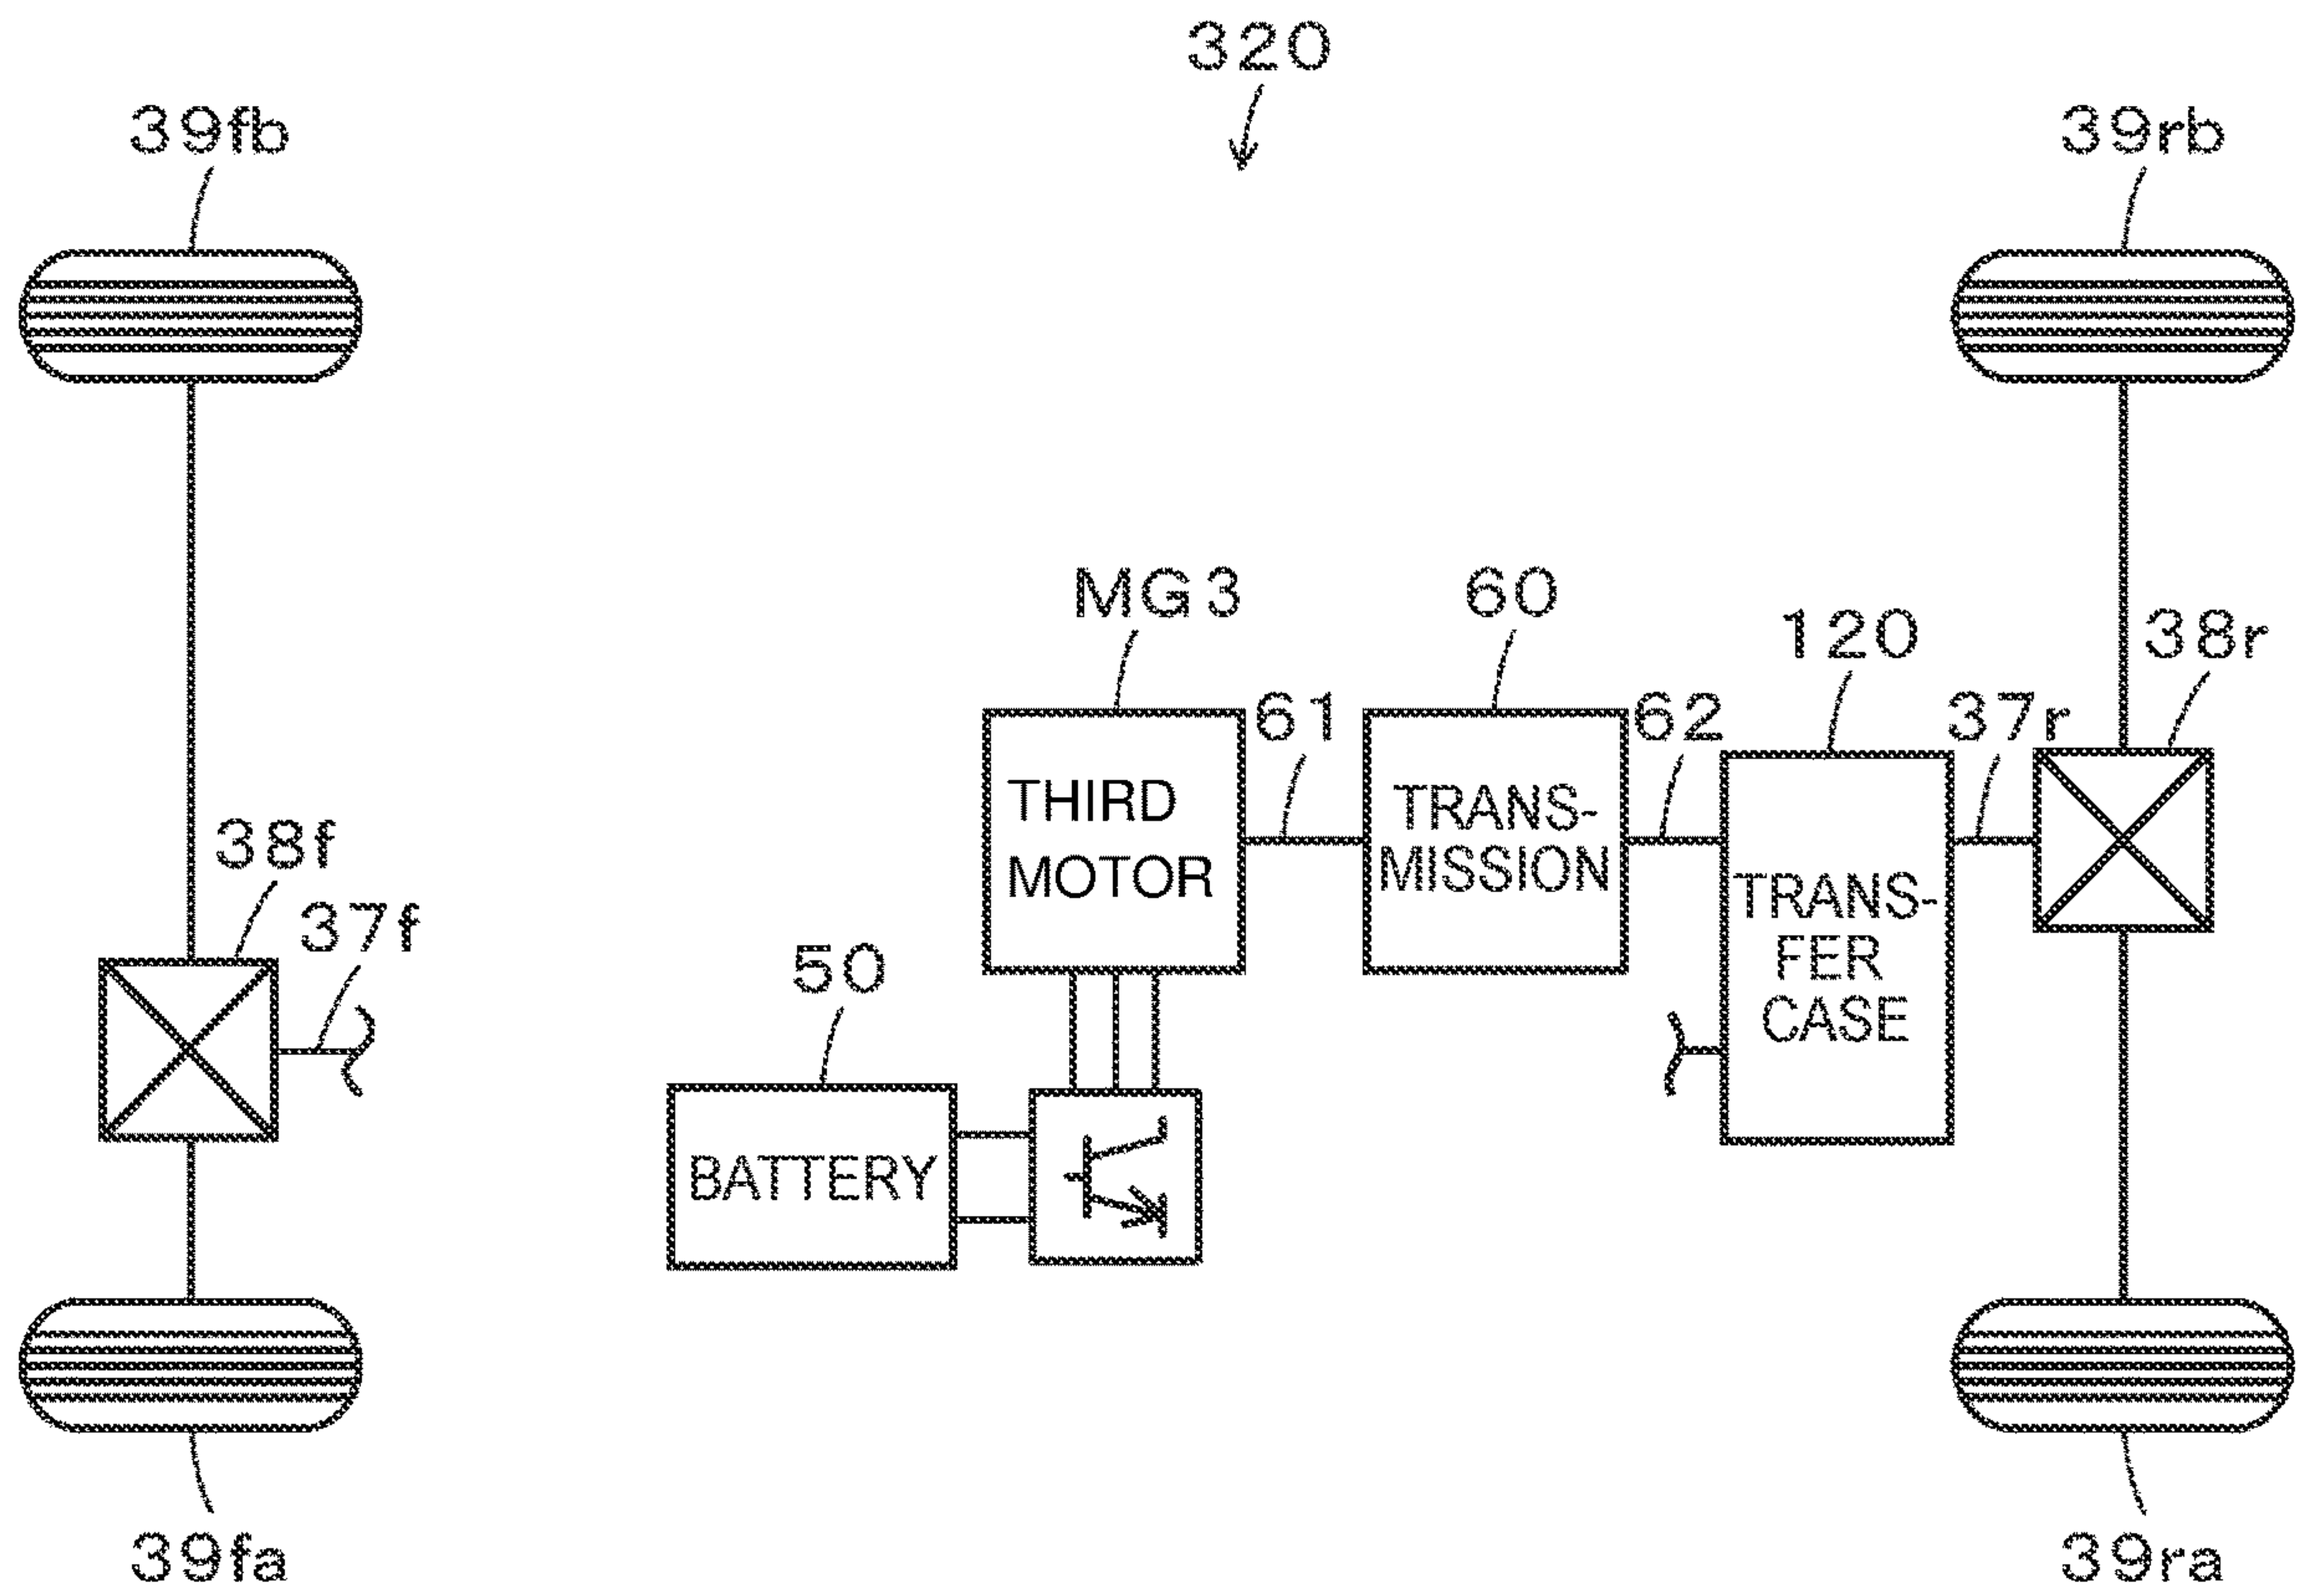 320
39fb
39rb
MG3
60
120
38r
61
62
37r
THIRD
MOTOR
TRANS-
MISSION
38f
37f
TRANS-
FER
CASE
50
BATTERY
39fa
39ra